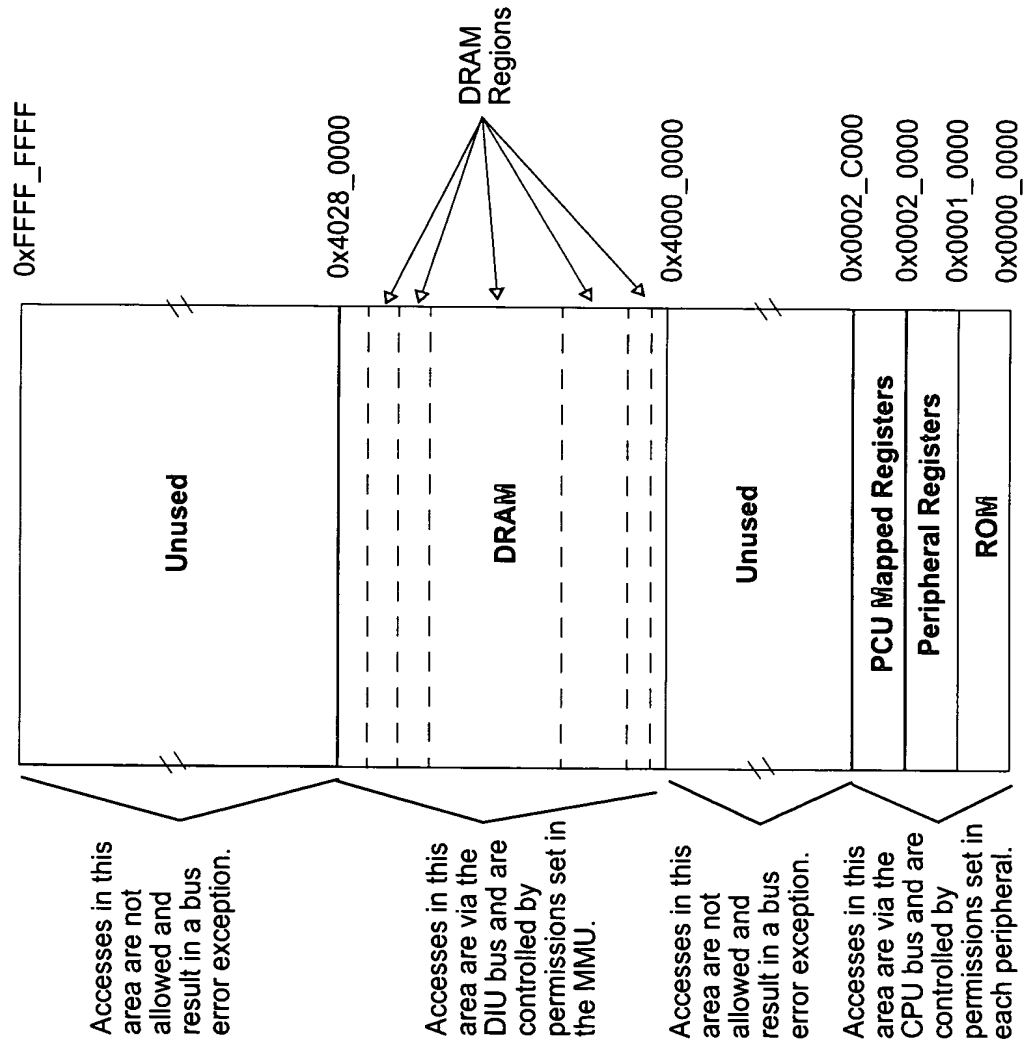 0xFFFF_FFFF
Unused
Accesses in this
area are not
allowed and
result in a bus
error exception.
0x4028_0000
DRAM
Regions
DRAM
Accesses in this
area are via the
DIU bus and are
controlled by
permissions set in
the MMU.
0x4000_0000
Unused
Accesses in this
area are not
allowed and
result in a bus
error exception.
0x0002_C000
PCU Mapped Registers
0x0002_0000
Peripheral Registers
0x0001_0000
ROM
0x0000_0000
Accesses in this
area are via the
CPU bus and are
controlled by
permissions set in
each peripheral.